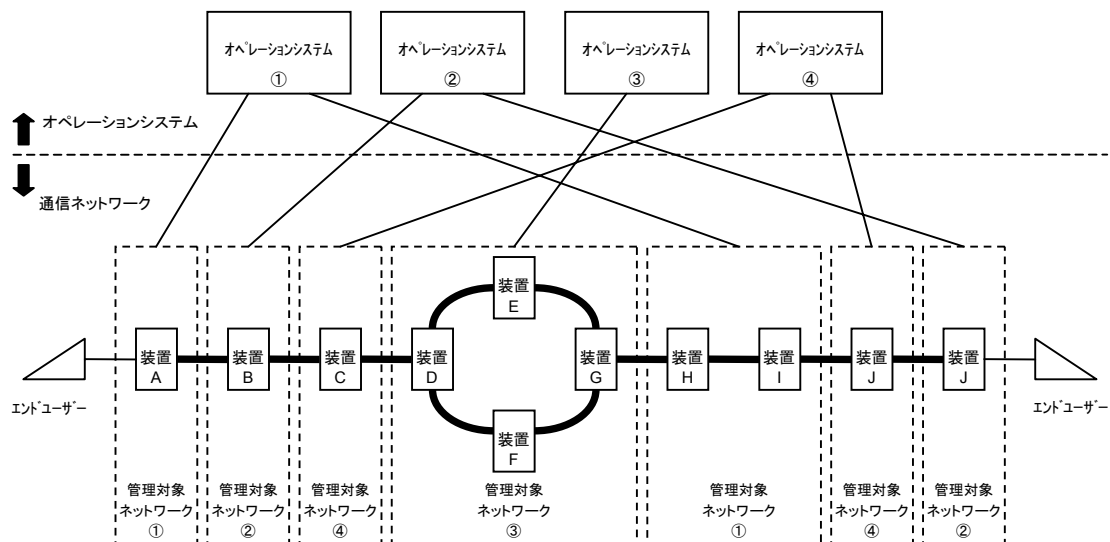 オペレーションシステム
①
オペレーションシステム
②
オペレーションシステム
③
オペレーションシステム
④
オペレーションシステム
通信ネットワーク
装置
A
装置
B
装置
C
装置
D
装置
E
装置
F
装置
G
装置
H
装置
I
装置
J
装置
J
エンドユーザー
エンドユーザー
管理対象
ネットワーク
①
管理対象
ネットワーク
②
管理対象
ネットワーク
④
管理対象
ネットワーク
③
管理対象
ネットワーク
①
管理対象
ネットワーク
④
管理対象
ネットワーク
②